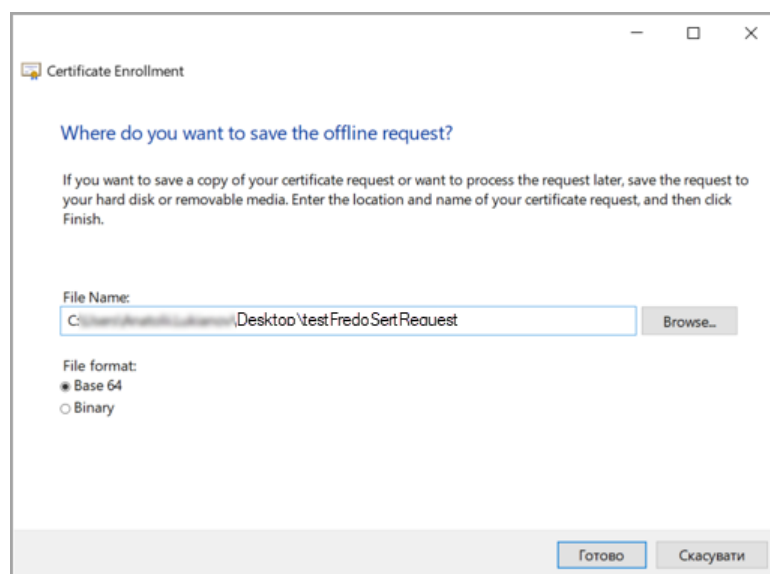 Certificate Enrollment
Where do you want to save the offline request?
If you want to save a copy of your certificate request or want to process the request later, save the request to
your hard disk or removable media. Enter the location and name of your certificate request, and then click
Finish.
File Name:
C: \Desktop\testFredoSertRequest
Browse...
File format:
Base 64
Binary
Готово
Скасувати